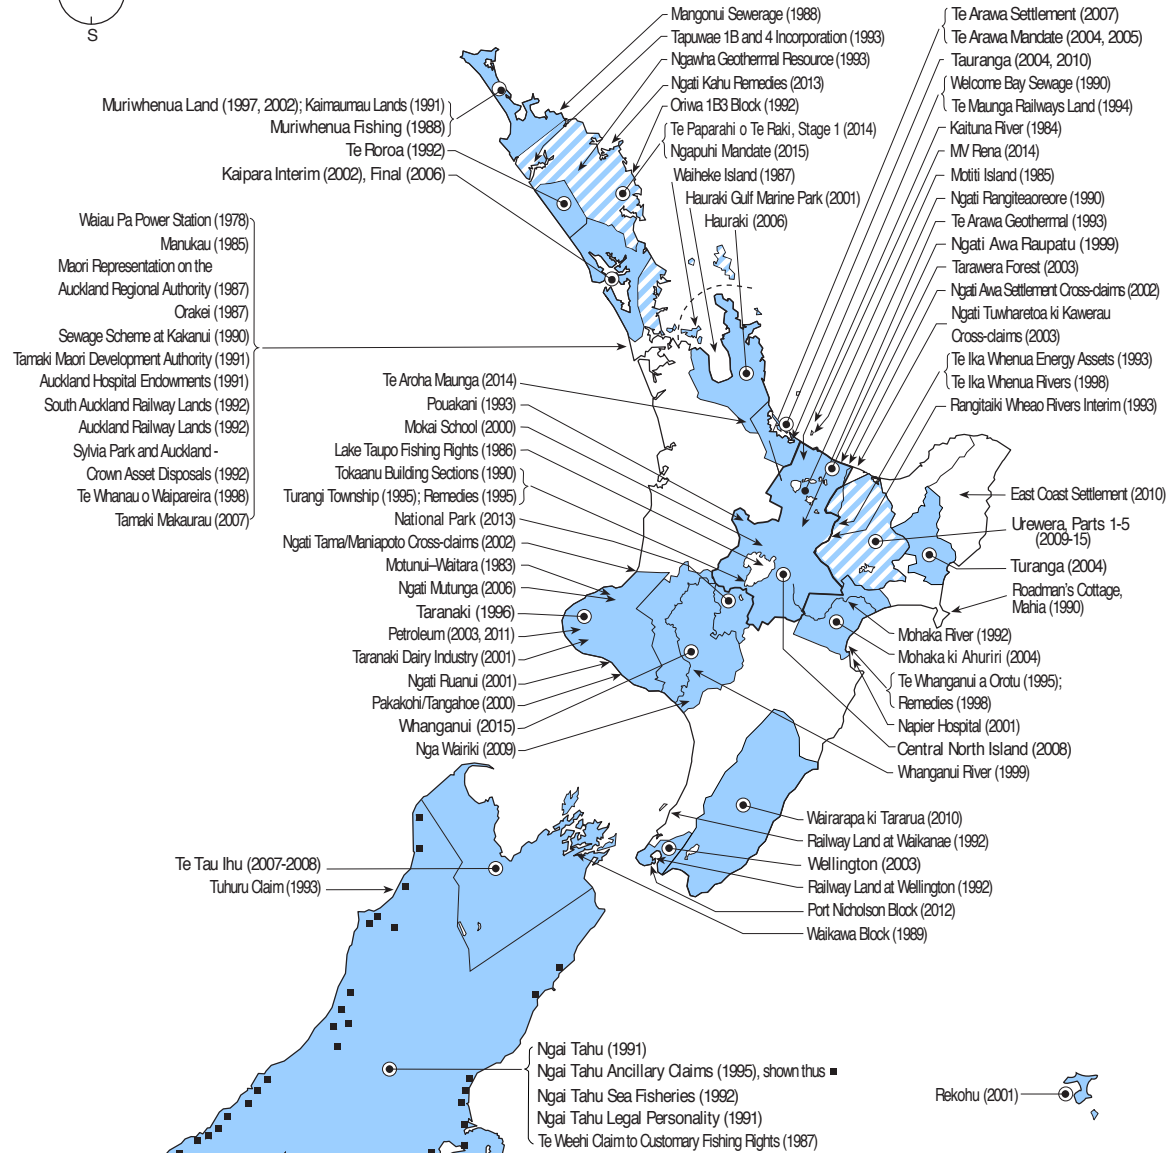 S
Mangonui Sewerage (1988)
Tapuwae 1B and 4 Incorporation (1993)
Ngawha Geothermal Resource (1993)
Ngati Kahu Remedies (2013)
Oriwa 1B3 Block (1992)
Te Paparahi o Te Raki, Stage 1 (2014)
Ngapuhi Mandate (2015)
Waiheke Island (1987)
Hauraki Gulf Marine Park (2001)
Hauraki (2006)
Te Arawa Settlement (2007)
Te Arawa Mandate (2004, 2005)
Tauranga (2004, 2010)
Welcome Bay Sewage (1990)
Te Maunga Railways Land (1994)
Kaituna River (1984)
MV Rena (2014)
Motiti Island (1985)
Ngati Rangiteaorere (1990)
Te Arawa Geothermal (1993)
Ngati Awa Raupatu (1999)
Tarawera Forest (2003)
Ngati Awa Settlement Cross-claims (2002)
Ngati Tuwharetoa ki Kawerau
Cross-claims (2003)
Te Ika Whenua Energy Assets (1993)
Te Ika Whenua Rivers (1998)
Rangitaiki Wheao Rivers Interim (1993)
Muriwhenua Land (1997, 2002); Kaimaumau Lands (1991)
Muriwhenua Fishing (1988)
Te Roroa (1992)
Kaipara Interim (2002), Final (2006)
Waiau Pa Power Station (1978)
Manukau (1985)
Maori Representation on the
Auckland Regional Authority (1987)
Orakei (1987)
Sewage Scheme at Kakanui (1990)
Tamaki Maori Development Authority (1991)
Auckland Hospital Endowments (1991)
South Auckland Railway Lands (1992)
Auckland Railway Lands (1992)
Sylvia Park and Auckland -
Crown Asset Disposals (1992)
Te Whanau o Waipareira (1998)
Tamaki Makaurau (2007)
Te Aroha Maunga (2014)
Pouakani (1993)
Mokai School (2000)
Lake Taupo Fishing Rights (1986)
Tokaanu Building Sections (1990)
Turangi Township (1995); Remedies (1995)
National Park (2013)
Ngati Tama/Maniapoto Cross-claims (2002)
Motunui–Waitara (1983)
Ngati Mutunga (2006)
Taranaki (1996)
Petroleum (2003, 2011)
Taranaki Dairy Industry (2001)
Ngati Ruanui (2001)
Pakakohi/Tangahoe (2000)
Whanganui (2015)
Nga Wairiki (2009)
East Coast Settlement (2010)
Urewera, Parts 1-5
(2009-15)
Turanga (2004)
Roadman's Cottage,
Mahia (1990)
Mohaka River (1992)
Mohaka ki Ahuriri (2004)
Te Whanganui a Orotu (1995);
Remedies (1998)
Napier Hospital (2001)
Central North Island (2008)
Whanganui River (1999)
Wairarapa ki Tararua (2010)
Railway Land at Waikanae (1992)
Wellington (2003)
Railway Land at Wellington (1992)
Port Nicholson Block (2012)
Waikawa Block (1989)
Te Tau Ihu (2007-2008)
Tuhuru Claim (1993)
Ngai Tahu (1991)
Ngai Tahu Ancillary Claims (1995), shown thus ■
Ngai Tahu Sea Fisheries (1992)
Ngai Tahu Legal Personality (1991)
Te Weehi Claim to Customary Fishing Rights (1987)
Rekohu (2001)